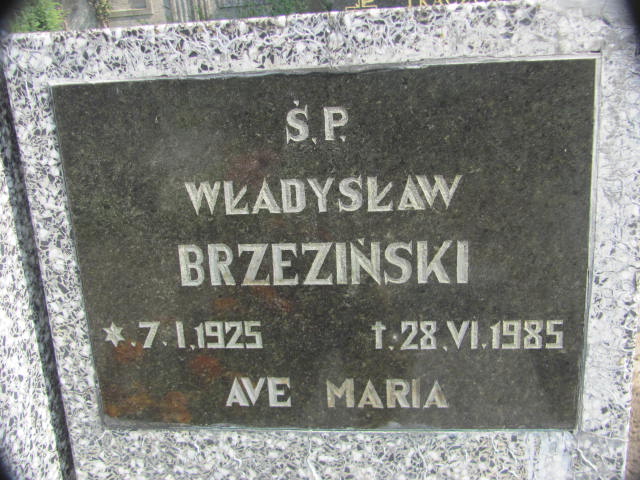 Ś.P.
WŁADYSŁAW
BRZEZIŃSKI
*.7.I.1925 †.28.VI.1985
AVE MARIA